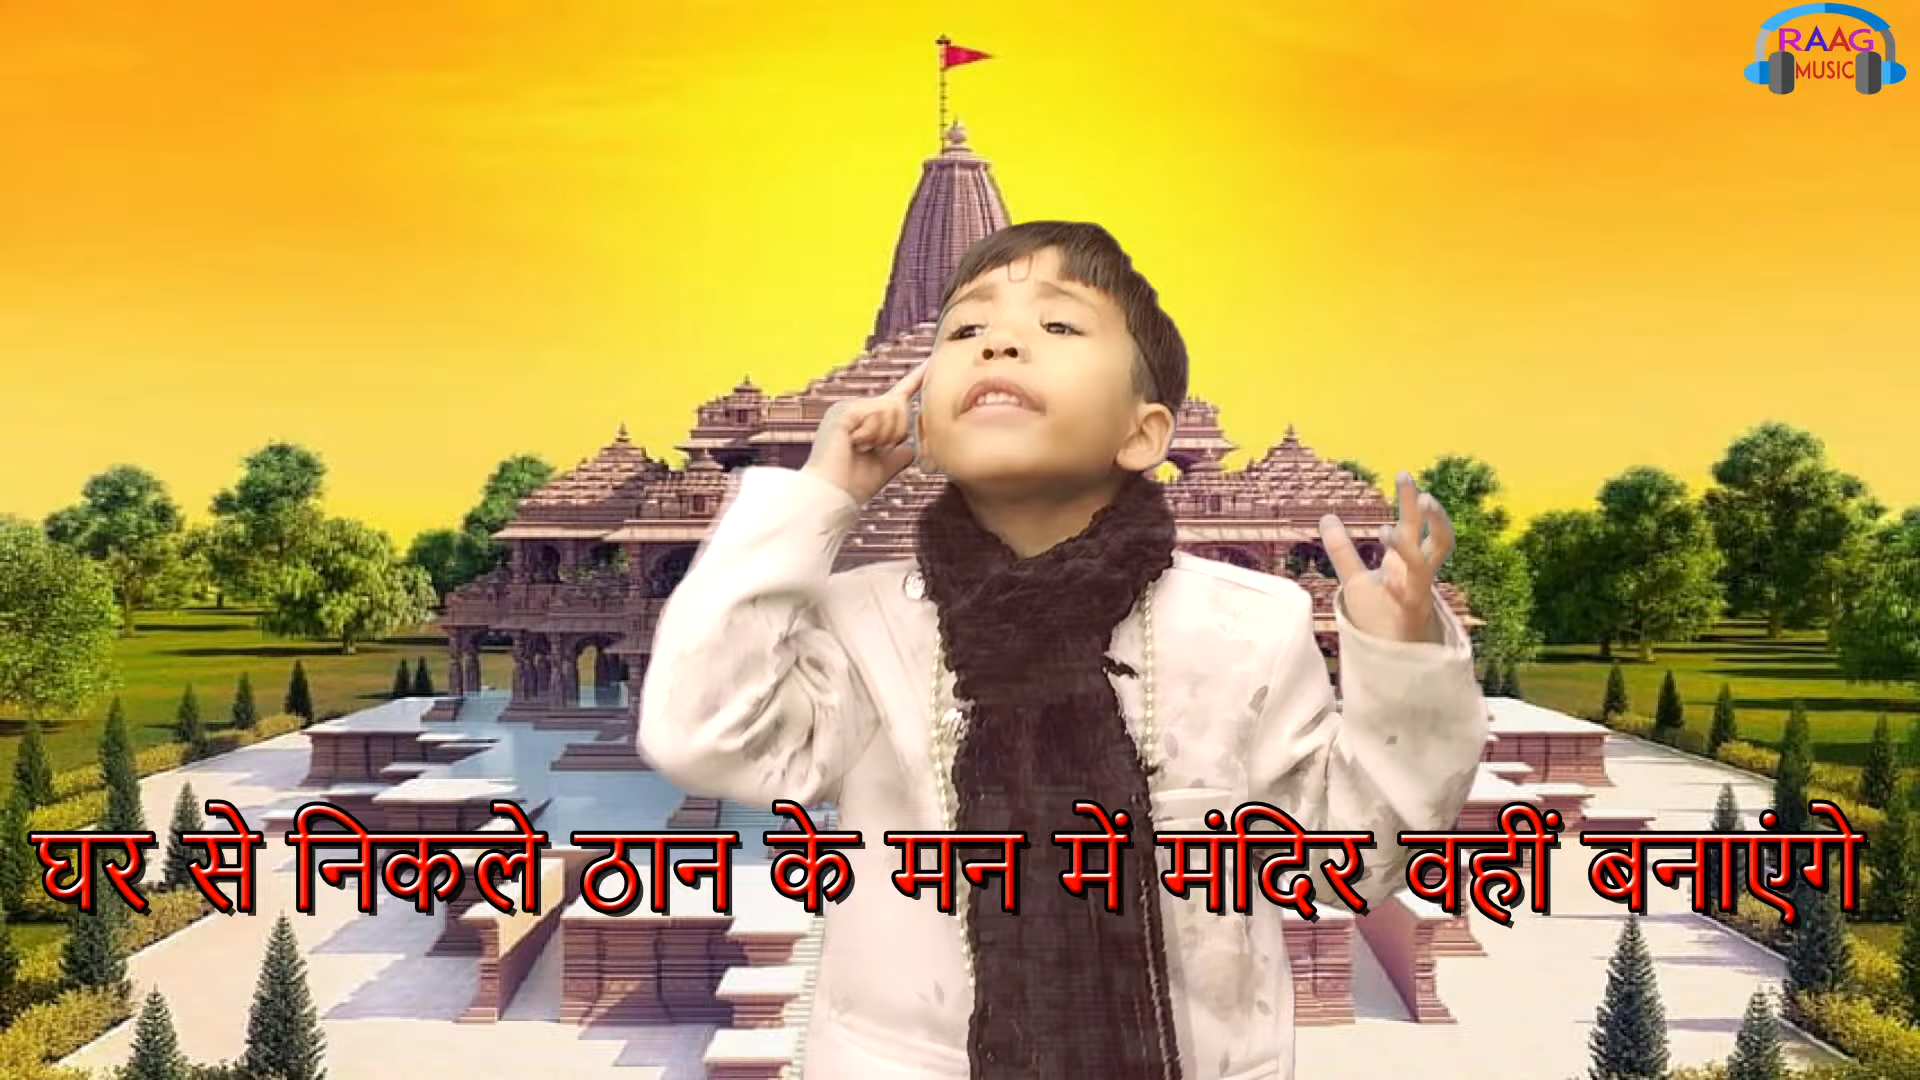 RAAG
MUSIC
घर से निकले ठान के मन में मंदिर वहीं बनाएंगे